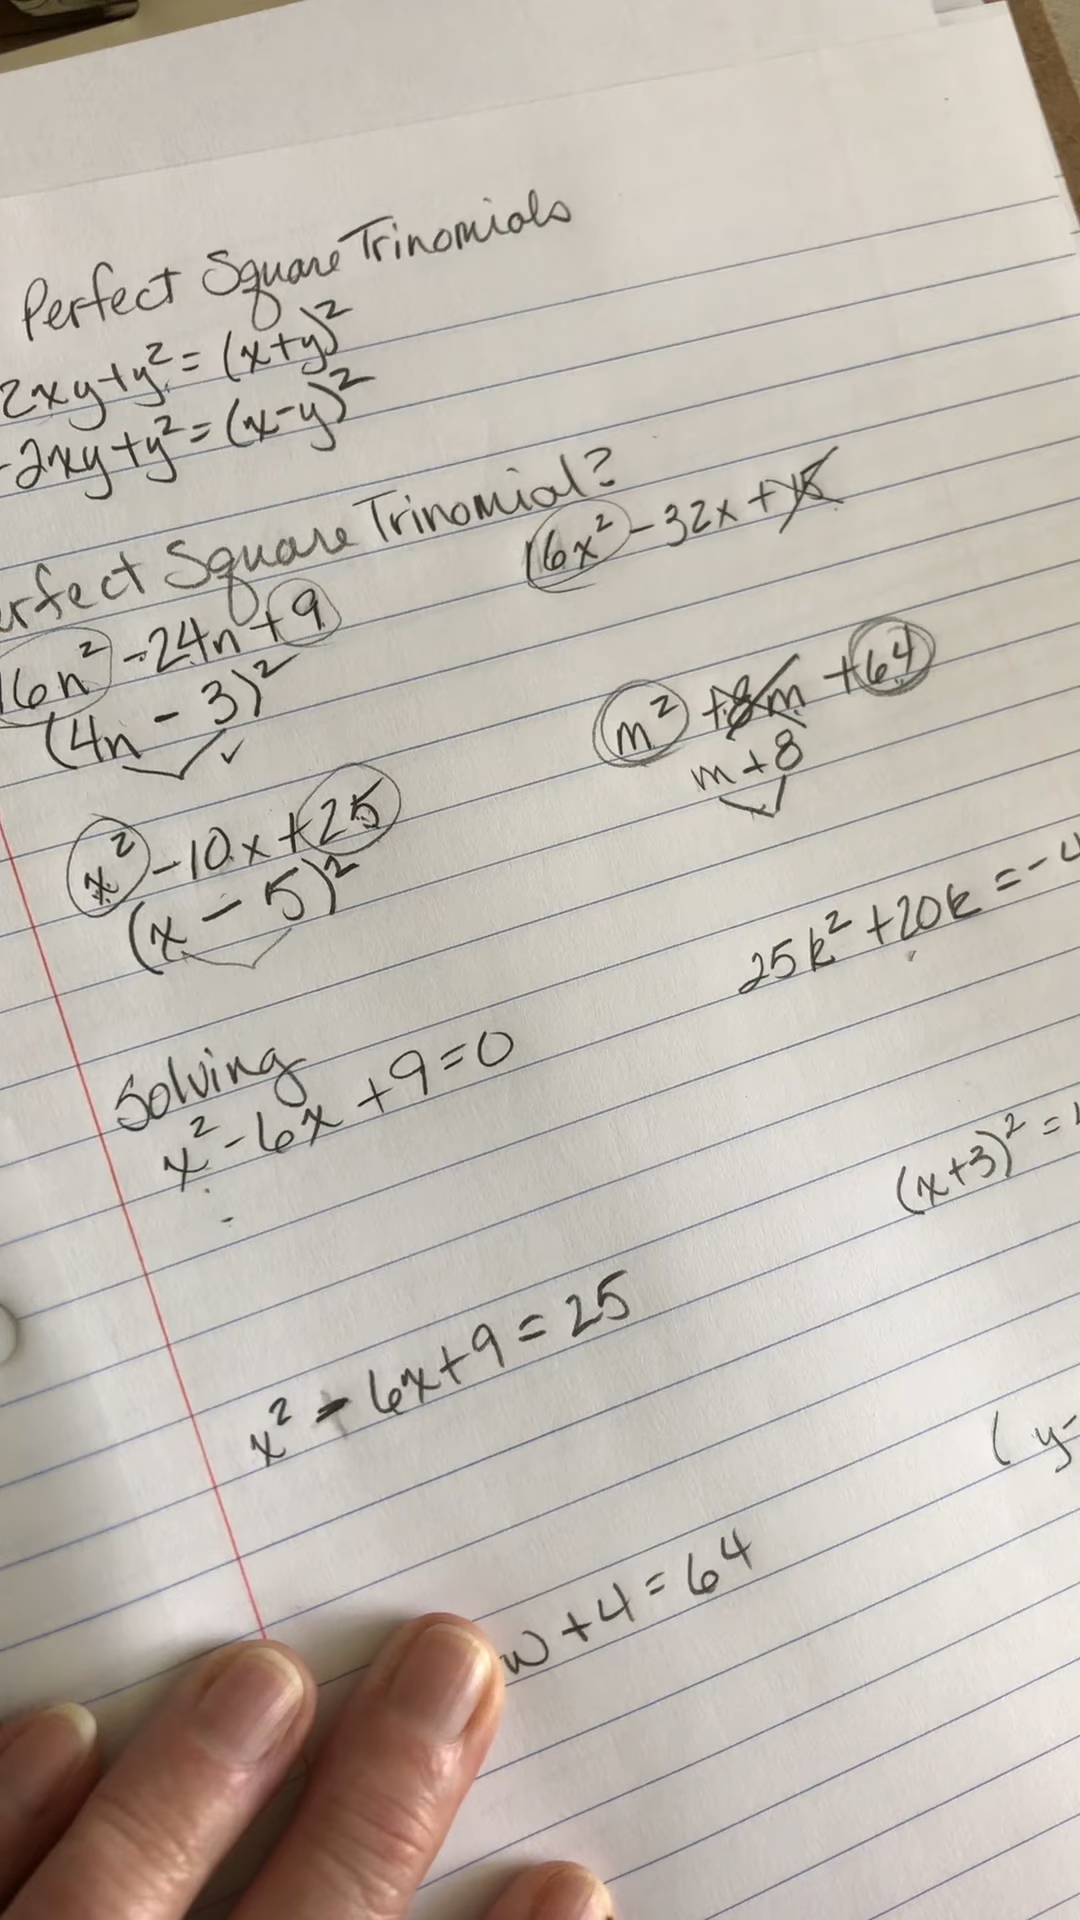 Perfect Square Trinomials
2xy+y²=(x+y)²
-2xy+y²=(x-y)²
Perfect Square Trinomial?
16n²-24n+9
(4n-3)²
16x²-32x+15
x²-10x+25
(x-5)²
m²+8m+64
m+8
Solving
x²-6x+9=0
25k²+20k=-4
x²-6x+9=25
(x+3)²=
w+4=64
(y-